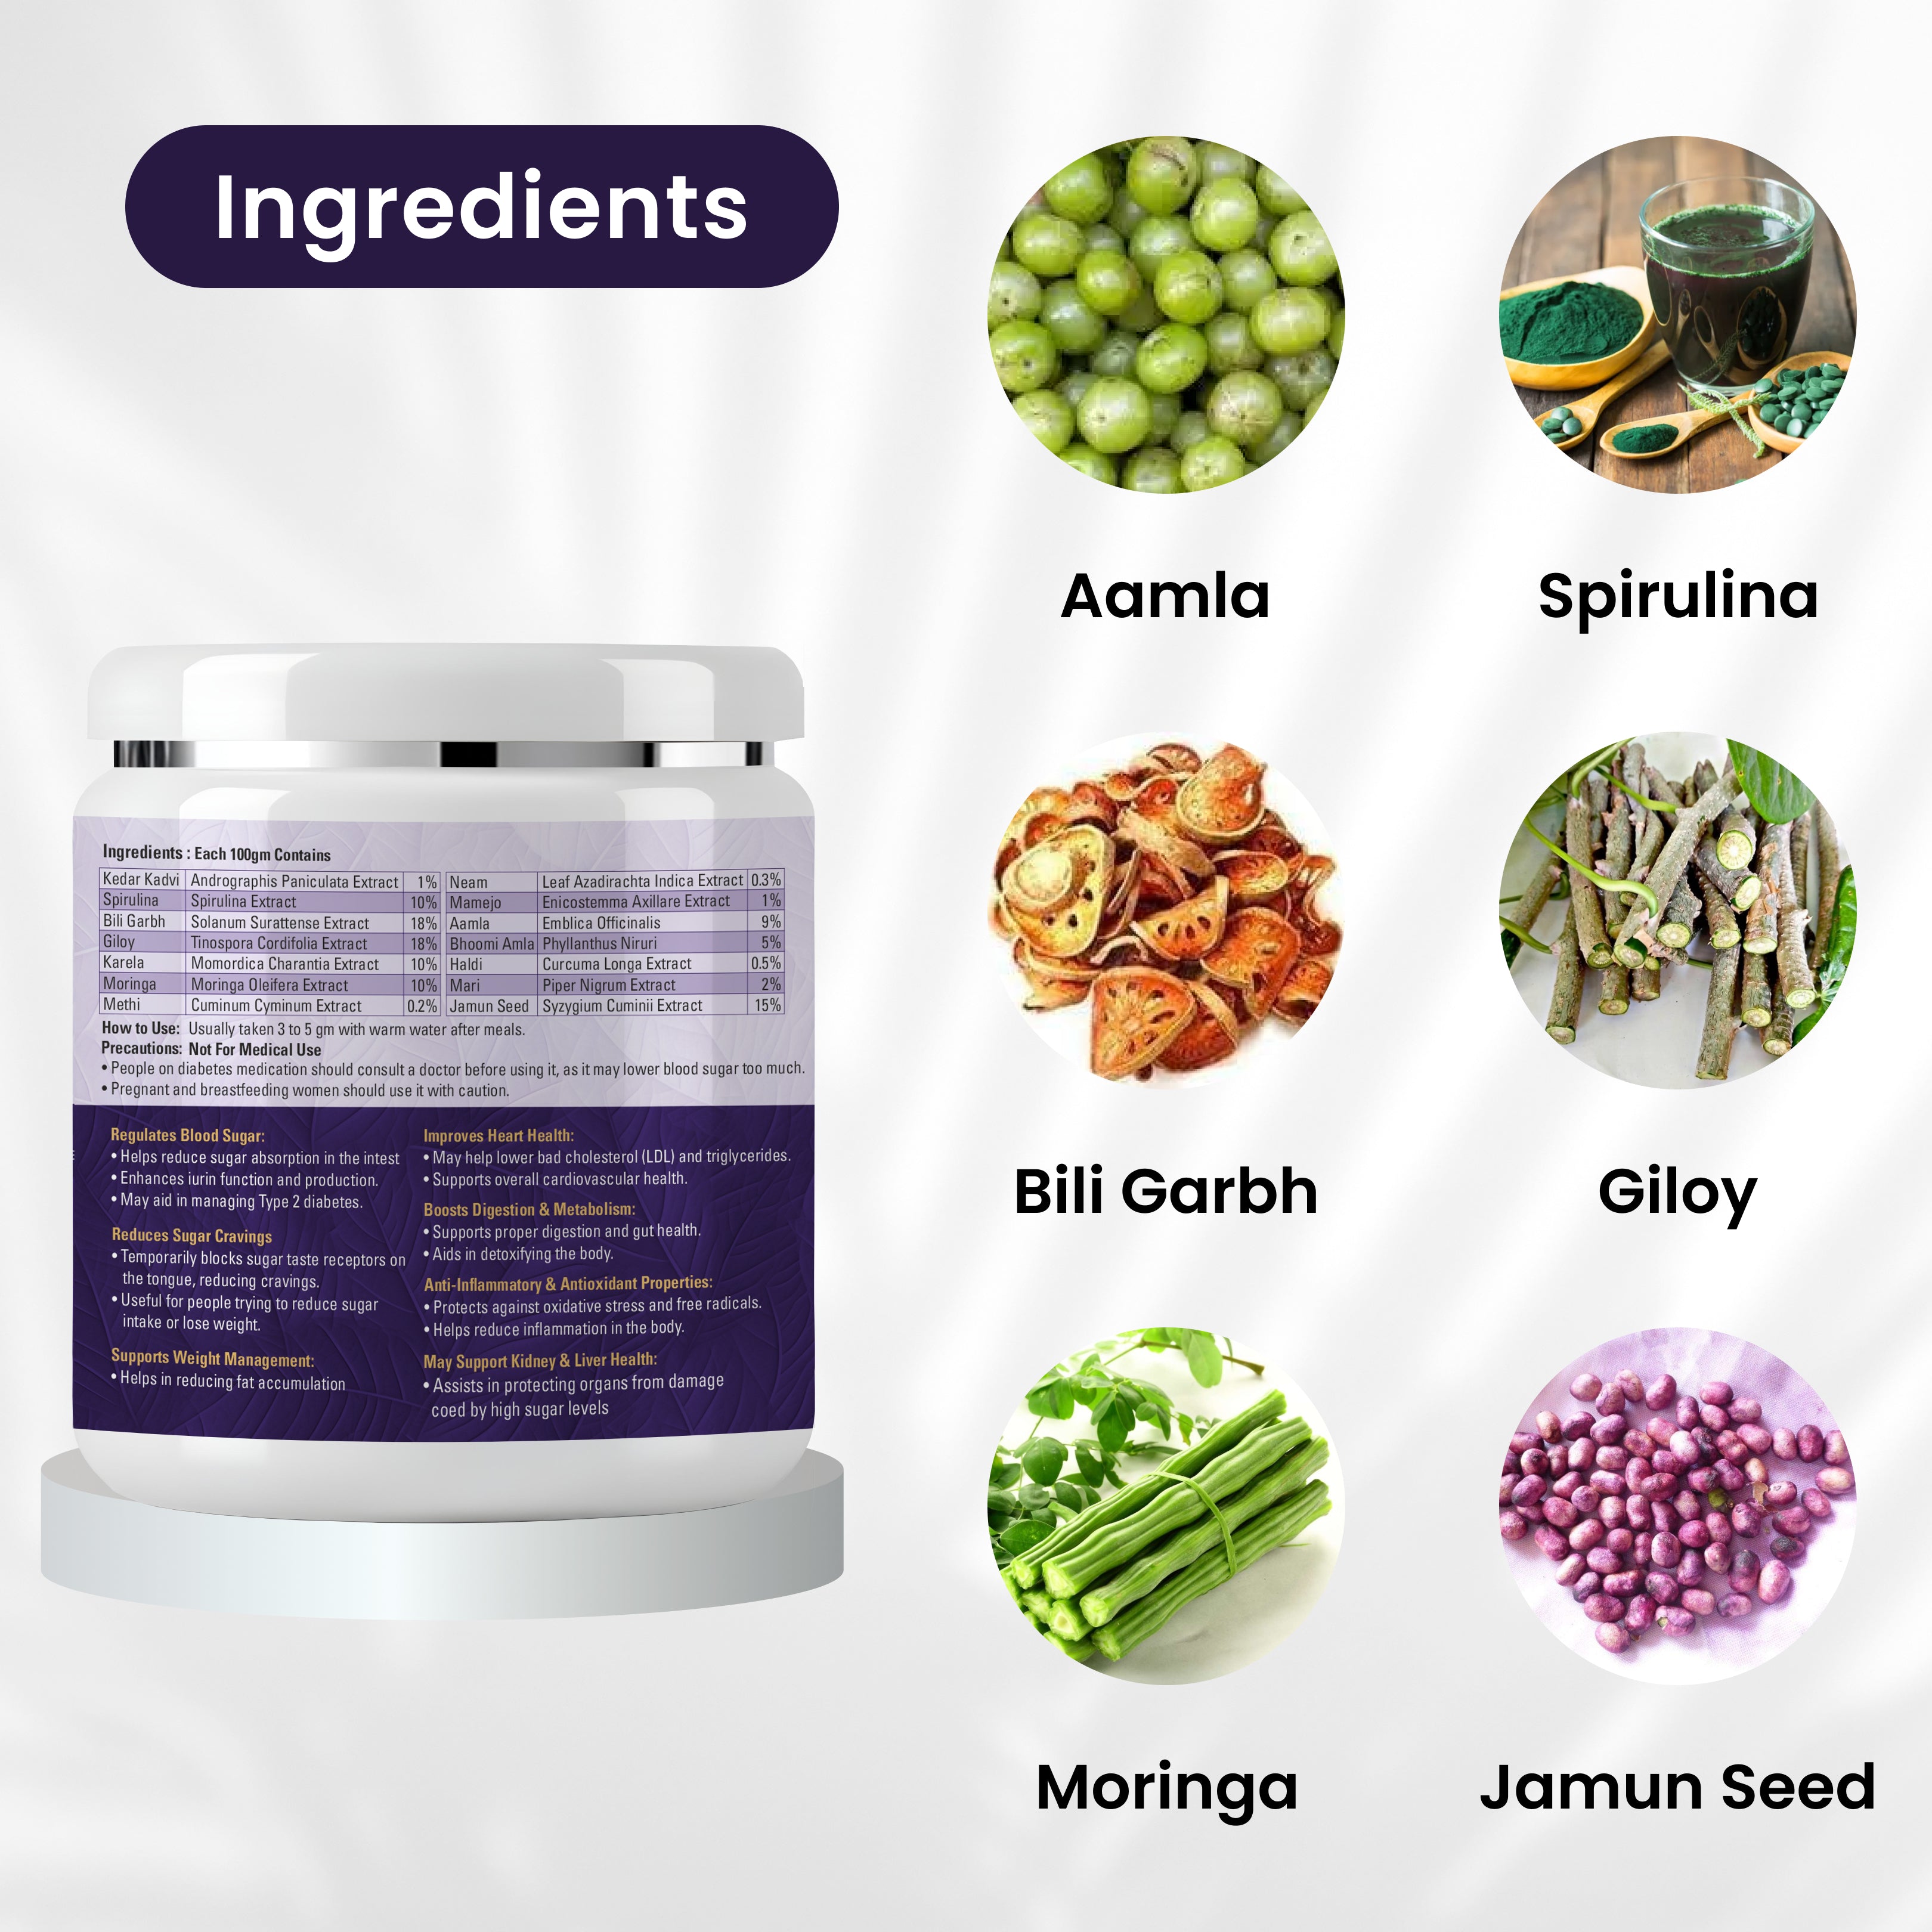 Ingredients
Aamla
Spirulina
Bili Garbh
Giloy
Moringa
Jamun Seed
Ingredients : Each 100gm Contains
Kedar Kadvi Andrographis Paniculata Extract 1% Neam Leaf Azadirachta Indica Extract 0.3%
Spirulina Spirulina Extract 10% Mamejo Enicostemma Axillare Extract 1%
Bili Garbh Solanum Surattense Extract 18% Aamla Emblica Officinalis 9%
Giloy Tinospora Cordifolia Extract 18% Bhoomi Amla Phyllanthus Niruri 5%
Karela Momordica Charantia Extract 10% Haldi Curcuma Longa Extract 0.5%
Moringa Moringa Oleifera Extract 10% Mari Piper Nigrum Extract 2%
Methi Cuminum Cyminum Extract 0.2% Jamun Seed Syzygium Cuminii Extract 15%
How to Use: Usually taken 3 to 5 gm with warm water after meals.
Precautions: Not For Medical Use
• People on diabetes medication should consult a doctor before using it, as it may lower blood sugar too much.
• Pregnant and breastfeeding women should use it with caution.
Regulates Blood Sugar:
• Helps reduce sugar absorption in the intest
• Enhances iurin function and production.
• May aid in managing Type 2 diabetes.
Reduces Sugar Cravings
• Temporarily blocks sugar taste receptors on
the tongue, reducing cravings.
• Useful for people trying to reduce sugar
intake or lose weight.
Supports Weight Management:
• Helps in reducing fat accumulation
Improves Heart Health:
• May help lower bad cholesterol (LDL) and triglycerides.
• Supports overall cardiovascular health.
Boosts Digestion & Metabolism:
• Supports proper digestion and gut health.
• Aids in detoxifying the body.
Anti-Inflammatory & Antioxidant Properties:
• Protects against oxidative stress and free radicals.
• Helps reduce inflammation in the body.
May Support Kidney & Liver Health:
• Assists in protecting organs from damage
coed by high sugar levels